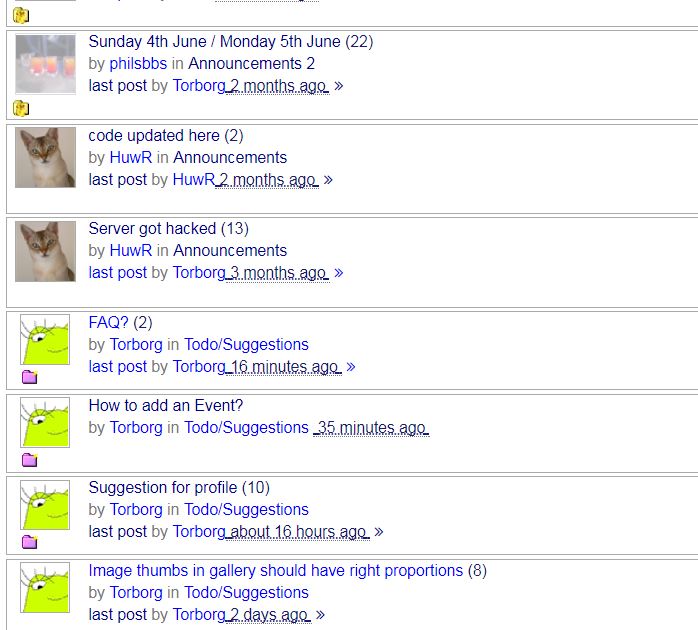 Sunday 4th June / Monday 5th June (22)
by philsbbs in Announcements 2
last post by Torborg 2 months ago »
code updated here (2)
by HuwR in Announcements
last post by HuwR 2 months ago »
Server got hacked (13)
by HuwR in Announcements
last post by Torborg 3 months ago »
FAQ? (2)
by Torborg in Todo/Suggestions
last post by Torborg 16 minutes ago »
How to add an Event?
by Torborg in Todo/Suggestions 35 minutes ago
Suggestion for profile (10)
by Torborg in Todo/Suggestions
last post by Torborg about 16 hours ago »
Image thumbs in gallery should have right proportions (8)
by Torborg in Todo/Suggestions
last post by Torborg 2 days ago »